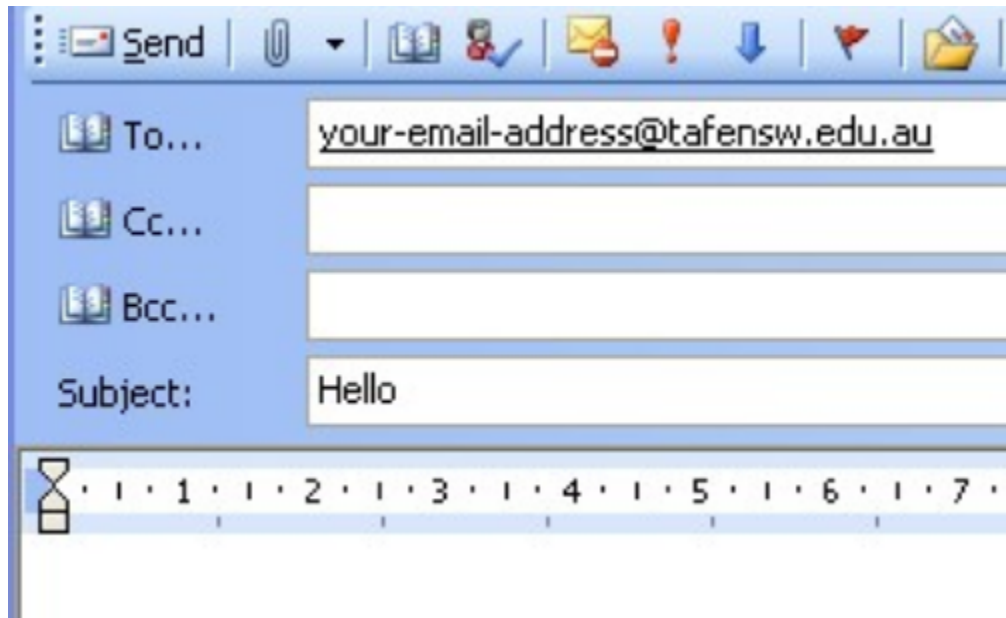 Send
To... your-email-address@tafensw.edu.au
Cc...
Bcc...
Subject: Hello
1 2 3 4 5 6 7